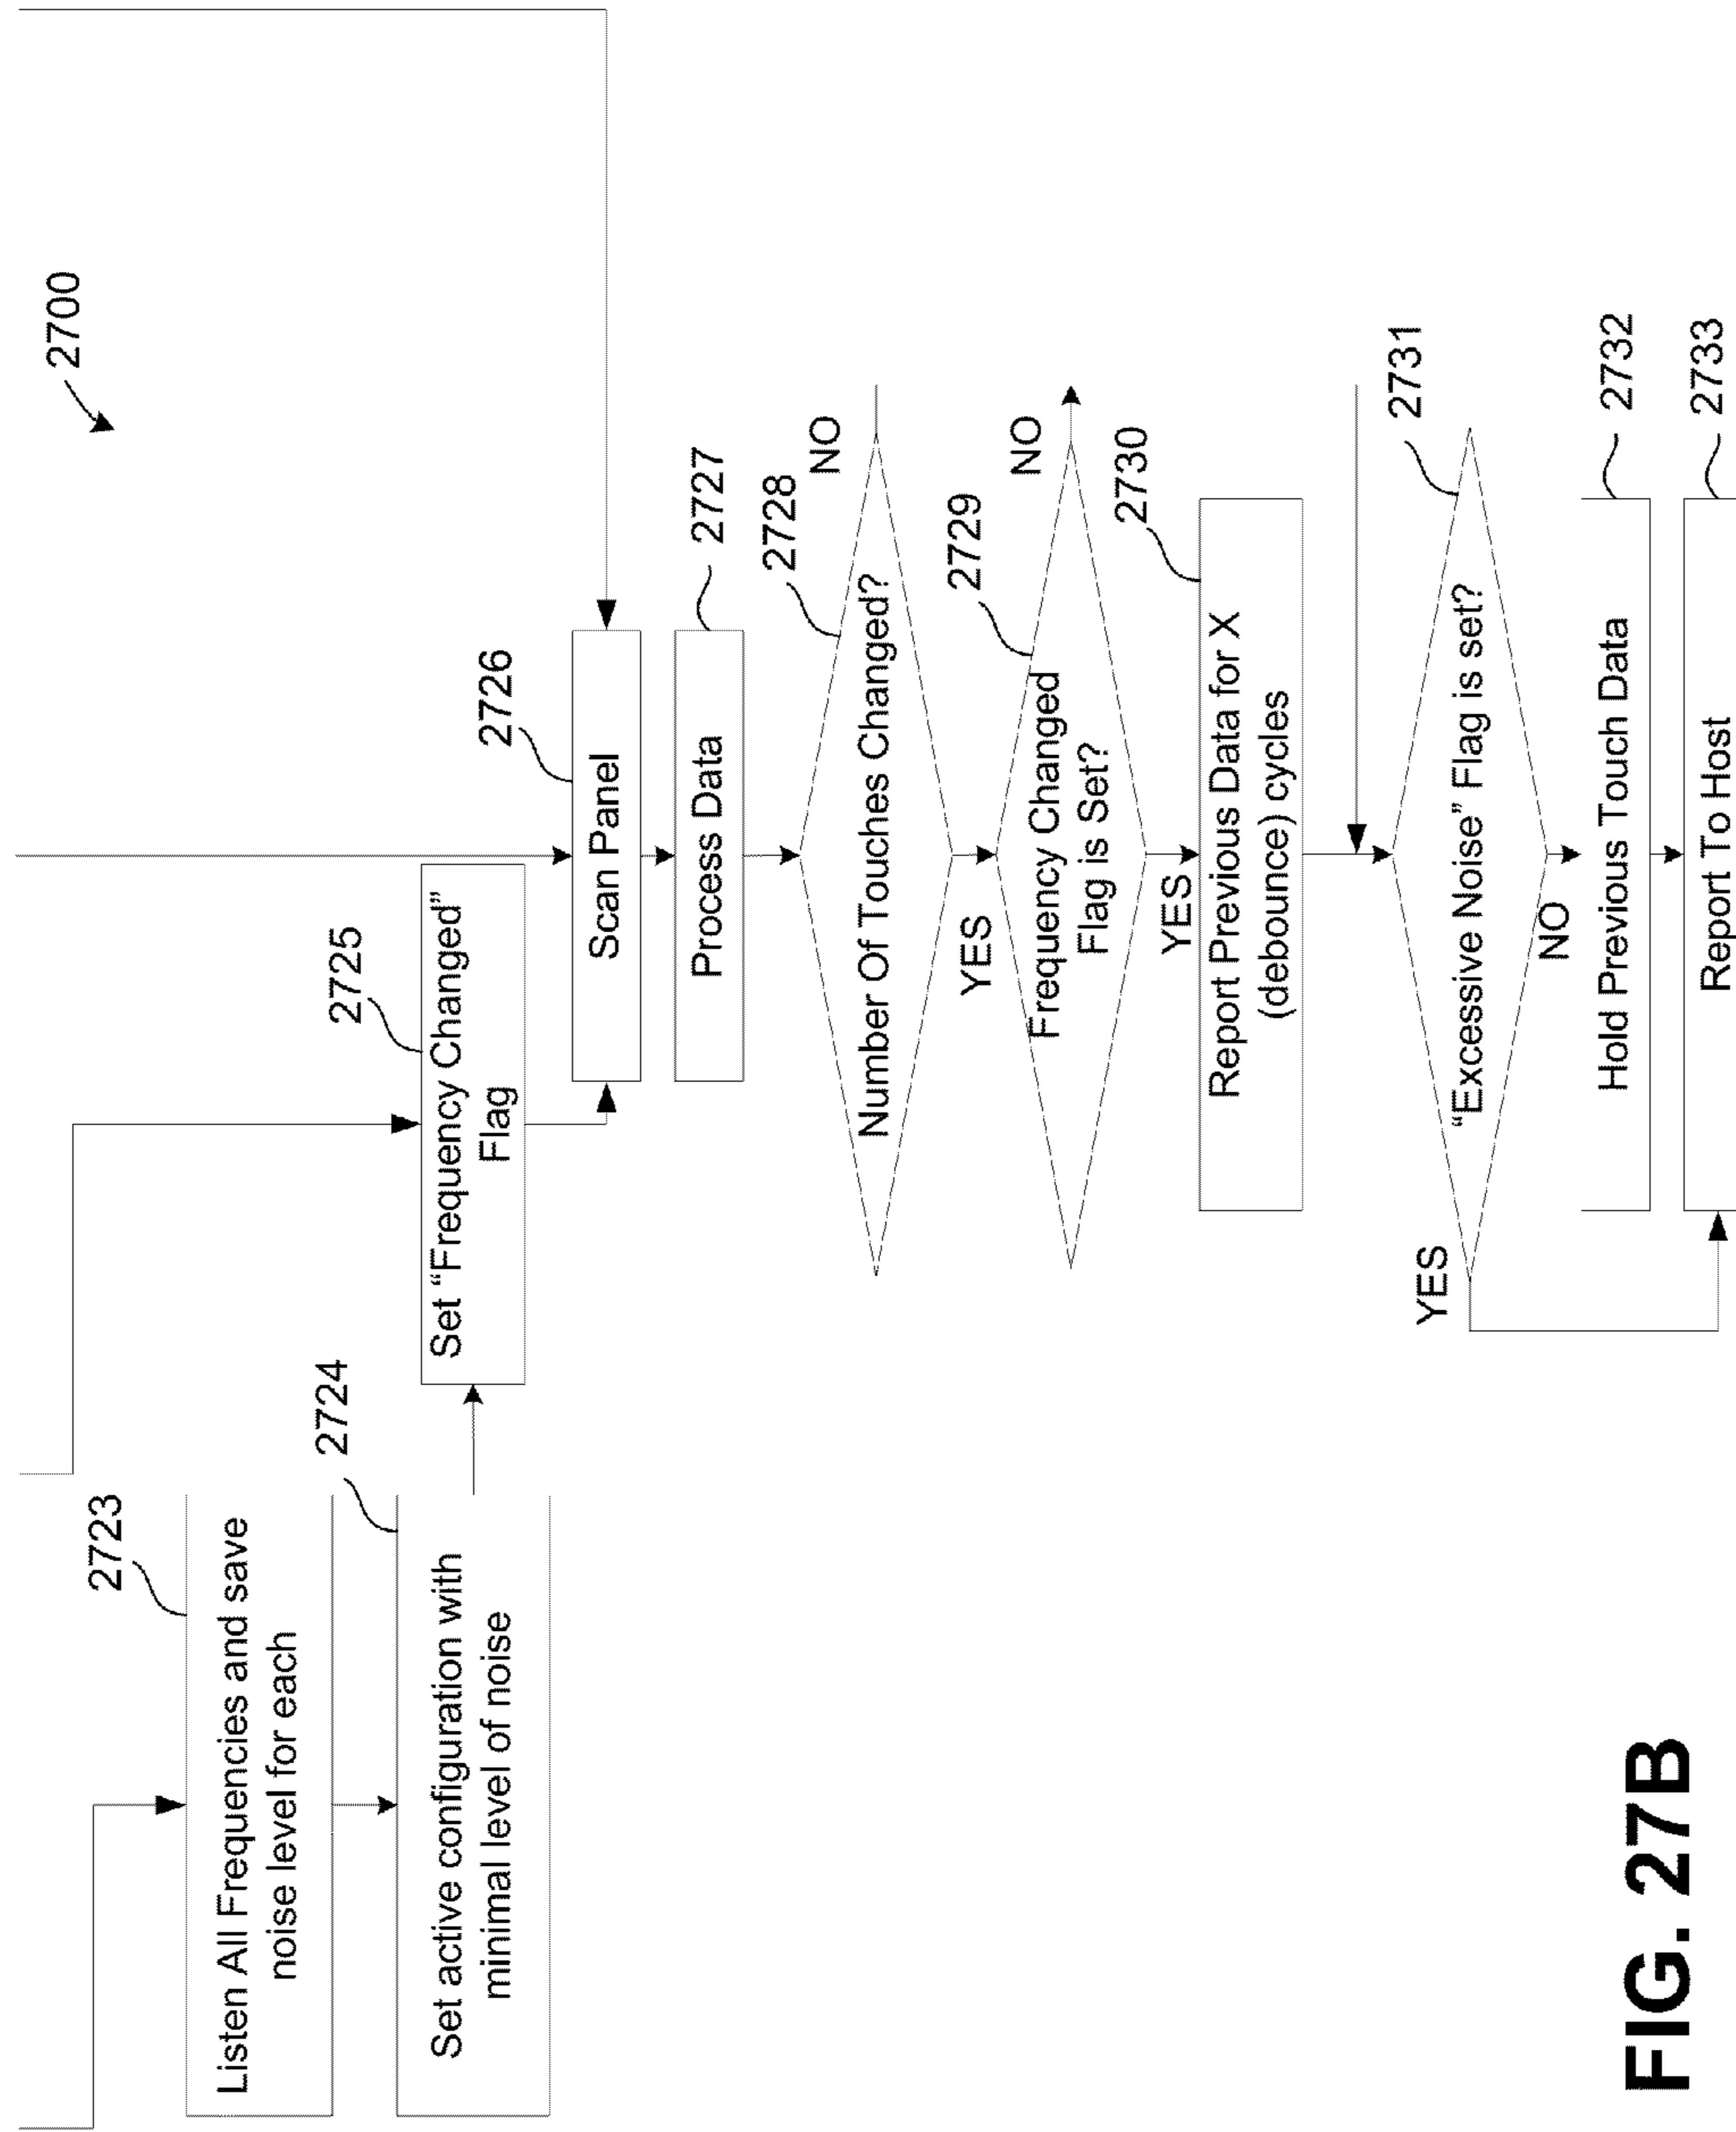 2700
2723
Listen All Frequencies and save
noise level for each
2724
Set active configuration with
minimal level of noise
2725
Set “Frequency Changed”
Flag
2726
Scan Panel
2727
Process Data
2728
Number Of Touches Changed?
NO
YES
2729
Frequency Changed
Flag is Set?
NO
YES
2730
Report Previous Data for X
(debounce) cycles
2731
“Excessive Noise” Flag is set?
YES
NO
2732
Hold Previous Touch Data
2733
Report To Host
FIG. 27B